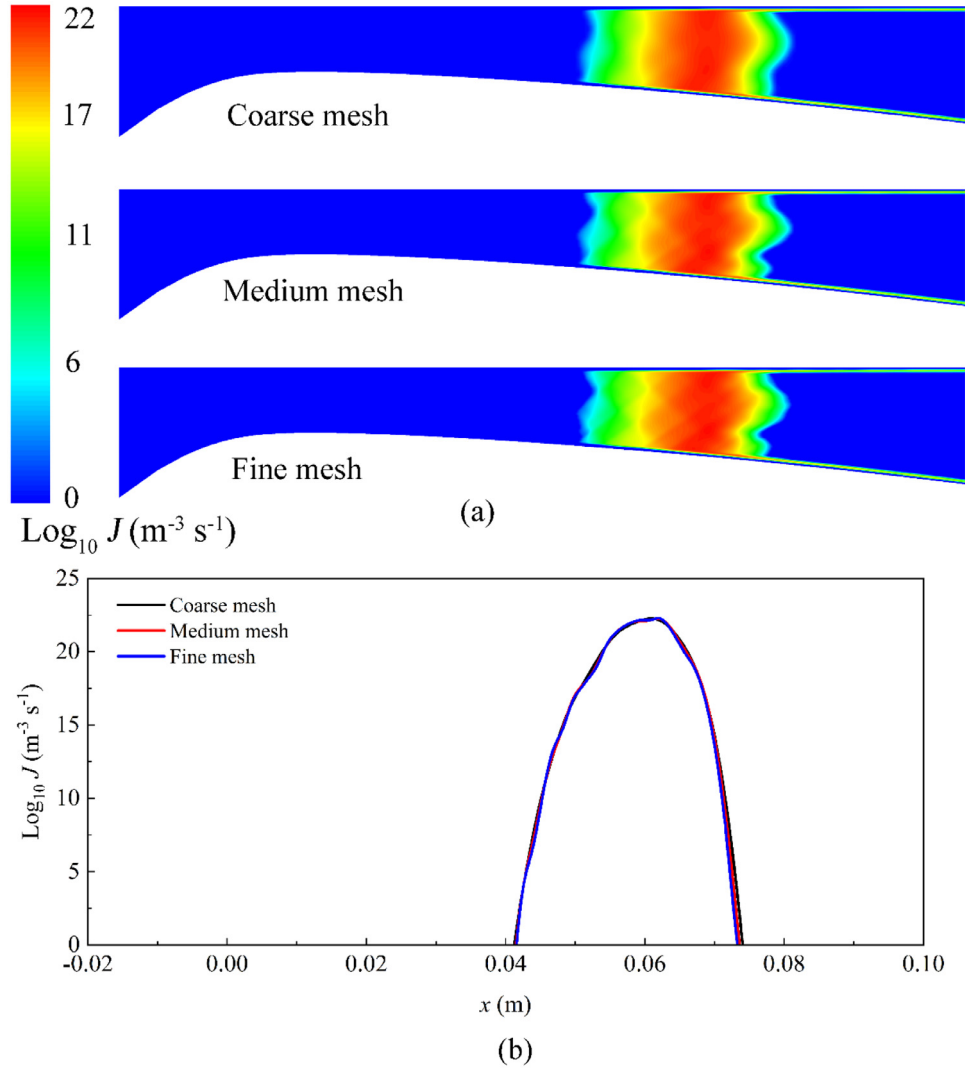 22
17
11
6
0
Coarse mesh
Medium mesh
Fine mesh
(a)
Log₁₀ J (m⁻³ s⁻¹)
25
20
15
10
5
0
Log₁₀ J (m⁻³ s⁻¹)
Coarse mesh
Medium mesh
Fine mesh
-0.02 0.00 0.02 0.04 0.06 0.08 0.10
x (m)
(b)